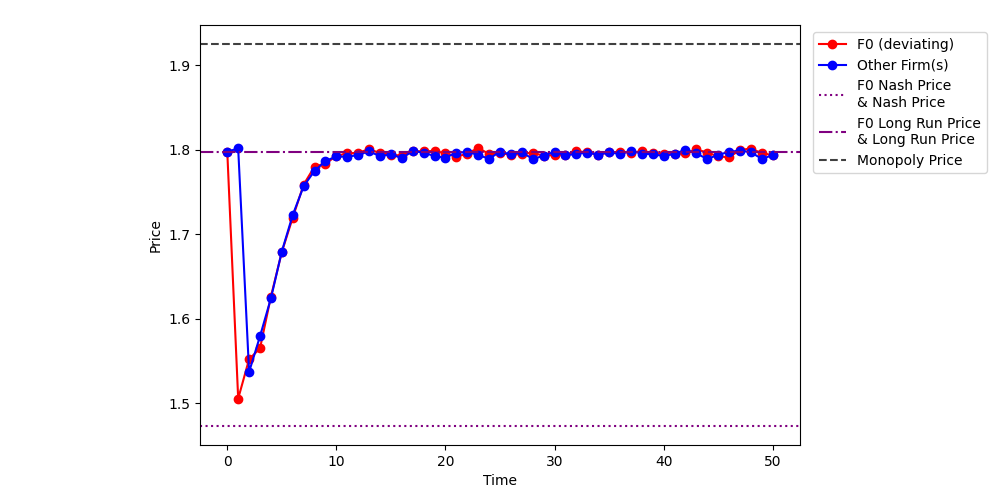 1.9
1.8
1.7
1.6
1.5
Price
0
10
20
30
40
50
Time
F0 (deviating)
Other Firm(s)
F0 Nash Price
& Nash Price
F0 Long Run Price
& Long Run Price
Monopoly Price